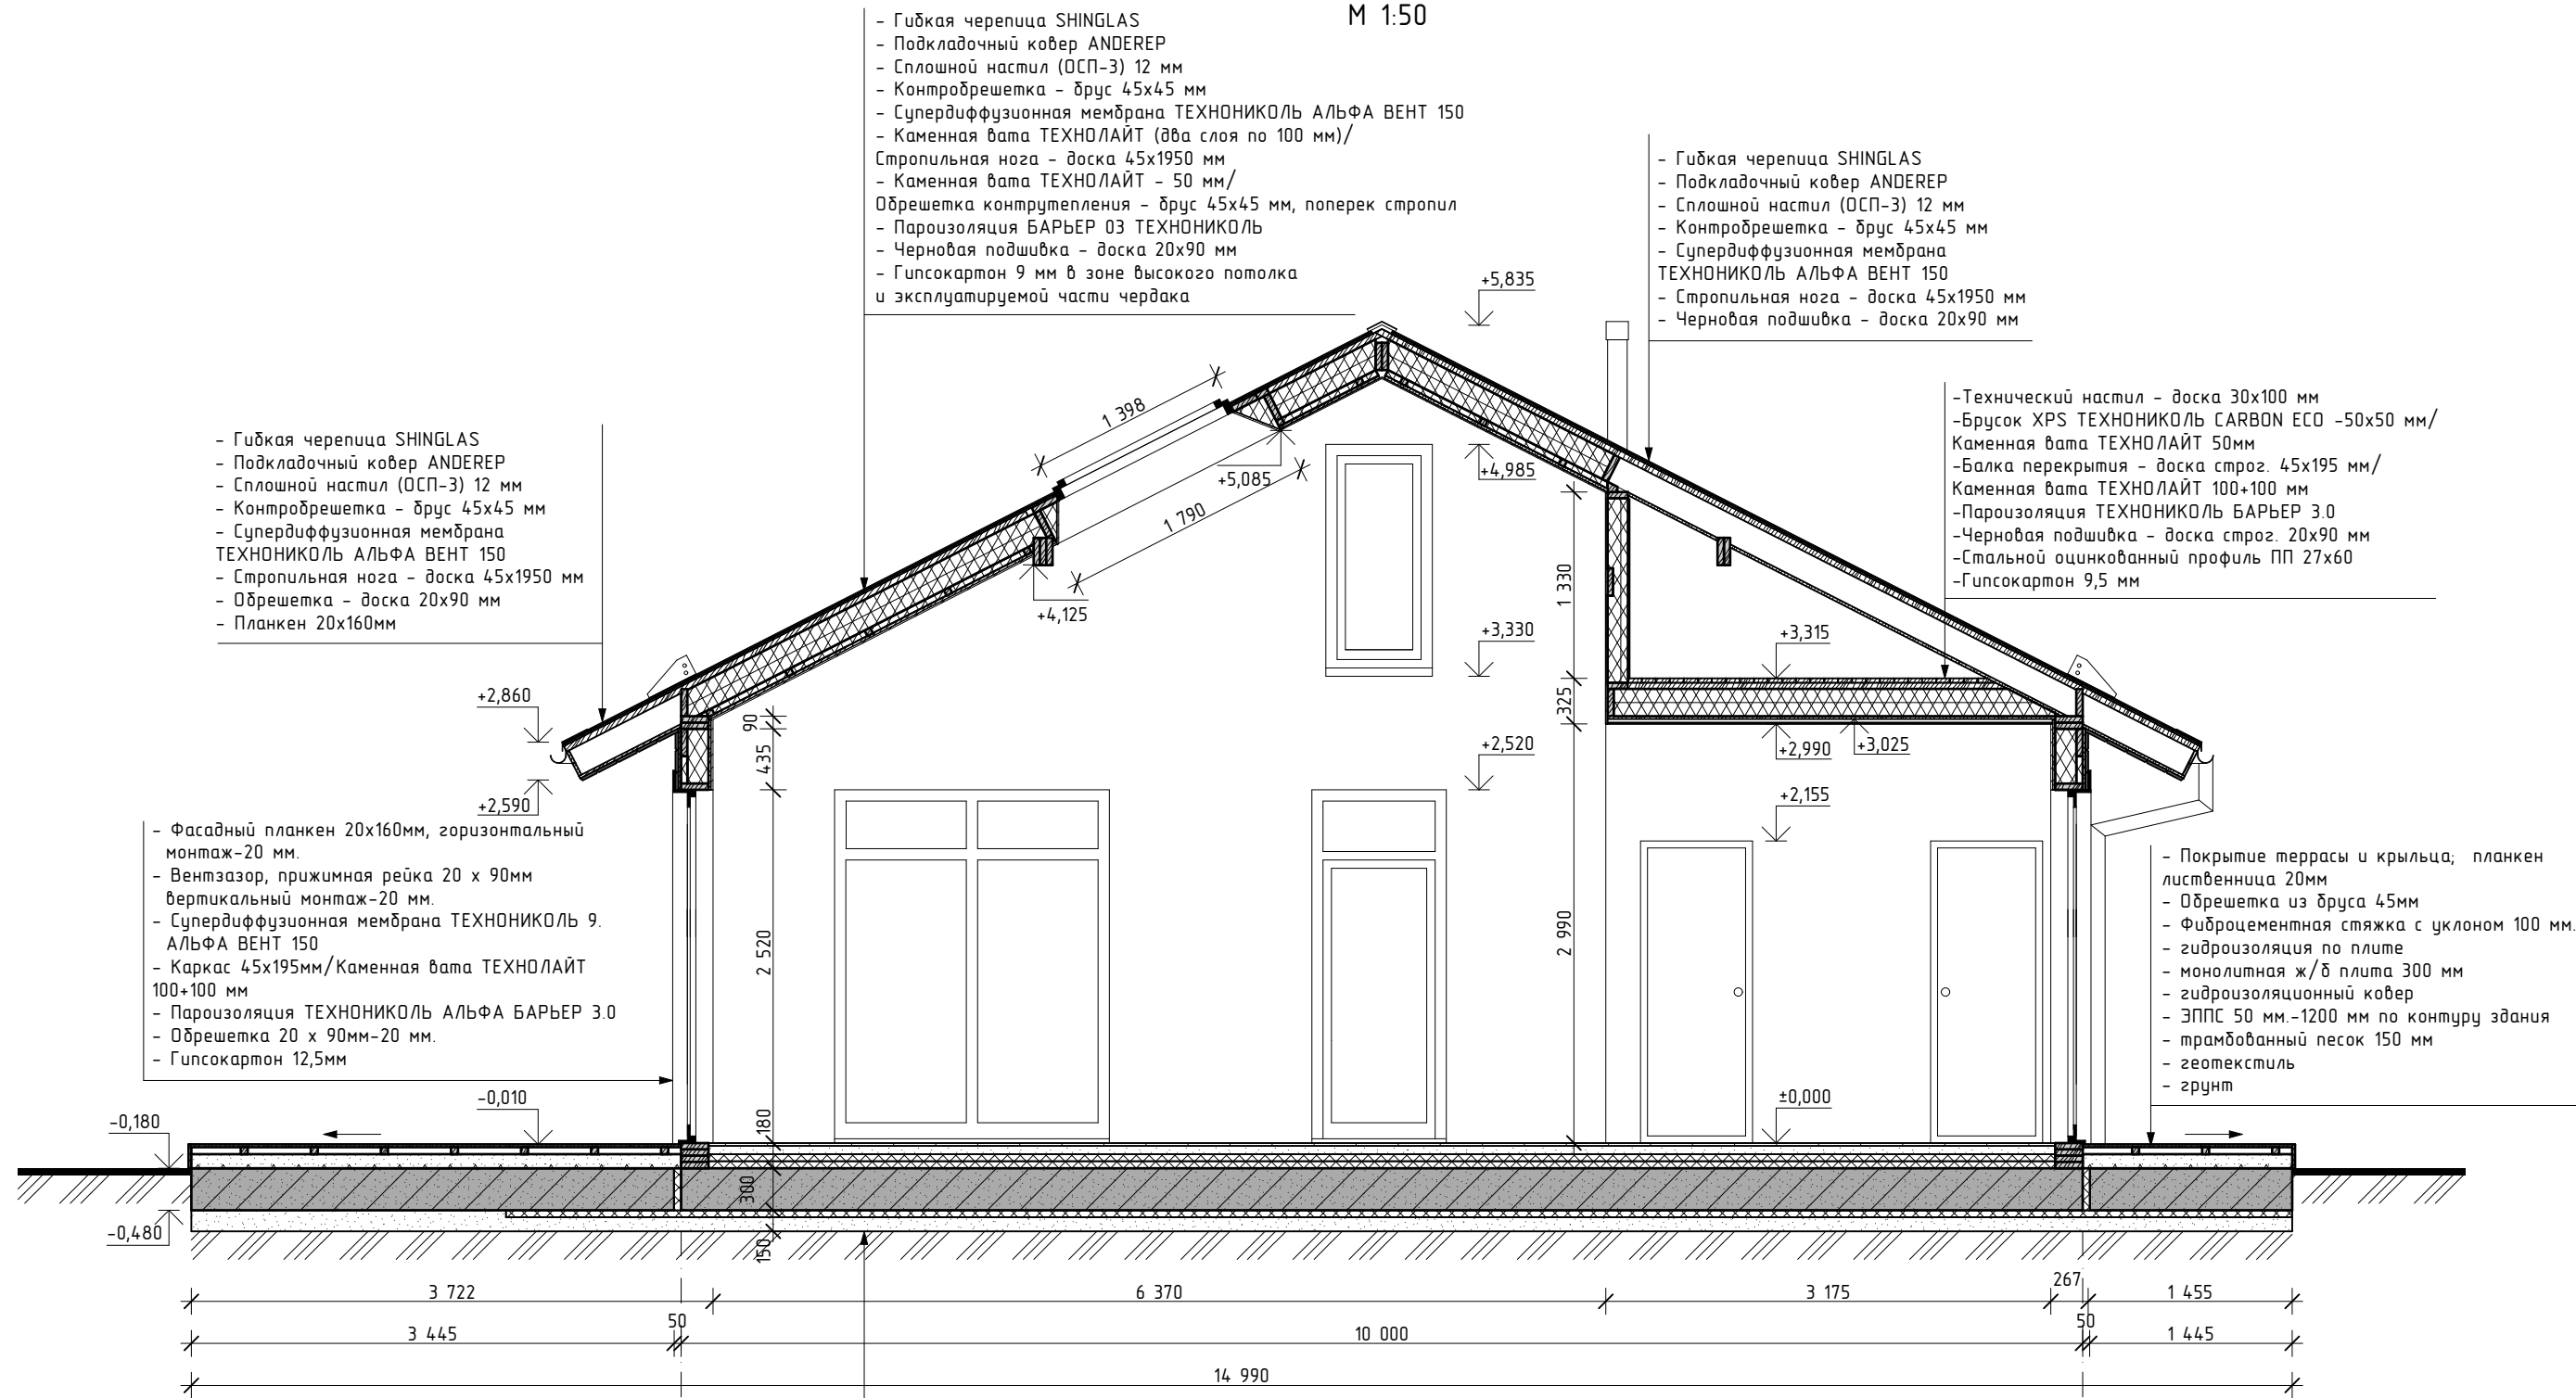 М 1:50
- Гибкая черепица SHINGLAS
- Подкладочный ковер ANDEREP
- Сплошной настил (ОСП-3) 12 мм
- Контробрешетка - брус 45х45 мм
- Супердиффузионная мембрана ТЕХНОНИКОЛЬ АЛЬФА ВЕНТ 150
- Каменная вата ТЕХНОЛАЙТ (два слоя по 100 мм)/
Стропильная нога - доска 45х1950 мм
- Каменная вата ТЕХНОЛАЙТ - 50 мм/
Обрешетка контрутепления - брус 45х45 мм, поперек стропил
- Пароизоляция БАРЬЕР 03 ТЕХНОНИКОЛЬ
- Черновая подшивка - доска 20х90 мм
- Гипсокартон 9 мм в зоне высокого потолка
и эксплуатируемой части чердака
- Гибкая черепица SHINGLAS
- Подкладочный ковер ANDEREP
- Сплошной настил (ОСП-3) 12 мм
- Контробрешетка - брус 45х45 мм
- Супердиффузионная мембрана
ТЕХНОНИКОЛЬ АЛЬФА ВЕНТ 150
- Стропильная нога - доска 45х1950 мм
- Черновая подшивка - доска 20х90 мм
-Технический настил - доска 30х100 мм
-Брусок XPS ТЕХНОНИКОЛЬ CARBON ECO -50х50 мм/
Каменная вата ТЕХНОЛАЙТ 50мм
-Балка перекрытия - доска строг. 45х195 мм/
Каменная вата ТЕХНОЛАЙТ 100+100 мм
-Пароизоляция ТЕХНОНИКОЛЬ БАРЬЕР 3.0
-Черновая подшивка - доска строг. 20х90 мм
-Стальной оцинкованный профиль ПП 27х60
-Гипсокартон 9,5 мм
- Гибкая черепица SHINGLAS
- Подкладочный ковер ANDEREP
- Сплошной настил (ОСП-3) 12 мм
- Контробрешетка - брус 45х45 мм
- Супердиффузионная мембрана
ТЕХНОНИКОЛЬ АЛЬФА ВЕНТ 150
- Стропильная нога - доска 45х1950 мм
- Обрешетка - доска 20х90 мм
- Планкен 20х160мм
+5,835
1 398
+5,085
+4,985
1 790
+4,125
1 330
+3,330
+3,315
+2,860
90
325
435
+2,520
+2,990
+3,025
+2,590
+2,155
- Фасадный планкен 20х160мм, горизонтальный
монтаж-20 мм.
- Вентзазор, прижимная рейка 20 х 90мм
вертикальный монтаж-20 мм.
- Супердиффузионная мембрана ТЕХНОНИКОЛЬ 9.
АЛЬФА ВЕНТ 150
- Каркас 45х195мм/Каменная вата ТЕХНОЛАЙТ
100+100 мм
- Пароизоляция ТЕХНОНИКОЛЬ АЛЬФА БАРЬЕР 3.0
- Обрешетка 20 х 90мм-20 мм.
- Гипсокартон 12,5мм
2 520
2 990
- Покрытие террасы и крыльца; планкен
лиственница 20мм
- Обрешетка из бруса 45мм
- Фиброцементная стяжка с уклоном 100 мм.
- гидроизоляция по плите
- монолитная ж/б плита 300 мм
- гидроизоляционный ковер
- ЭППС 50 мм.-1200 мм по контуру здания
- трамбованный песок 150 мм
- геотекстиль
- грунт
-0,180
-0,010
180
±0,000
300
-0,480
150
3 722
6 370
3 175
267
1 455
3 445
50
10 000
50
1 445
14 990